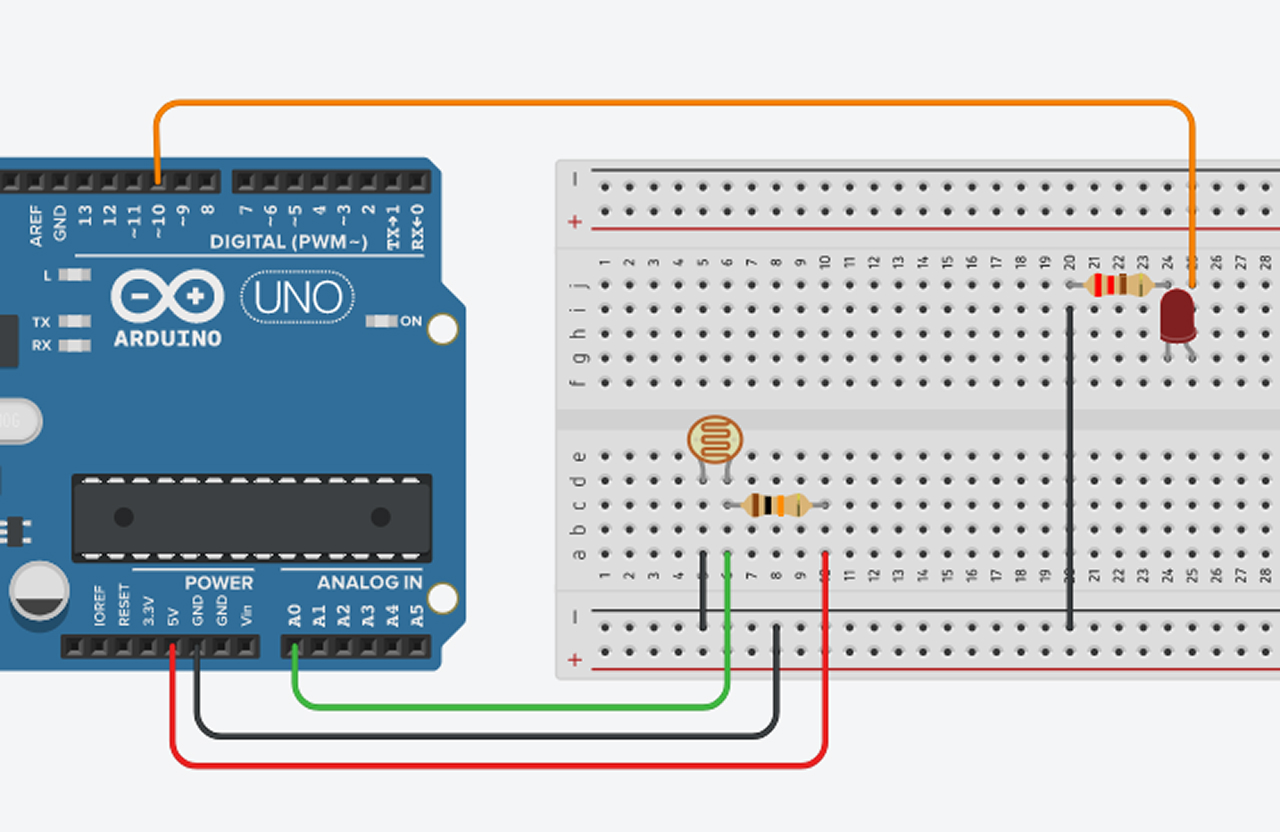 AREF GND 13 12 ~11 ~10 ~9 8 7 ~6 ~5 4 ~3 2 TX→1 RX←0
DIGITAL (PWM~)
L
TX
RX
ARDUINO
UNO
ON
POWER
ANALOG IN
IOREF RESET 3.3V 5V GND GND Vin A0 A1 A2 A3 A4 A5
−
+
1 2 3 4 5 6 7 8 9 10 11 12 13 14 15 16 17 18 19 20 21 22 23 24 25 26 27 28
j
i
h
g
f
e
d
c
b
a
1 2 3 4 5 6 7 8 9 10 11 12 13 14 15 16 17 18 19 20 21 22 23 24 25 26 27 28
−
+